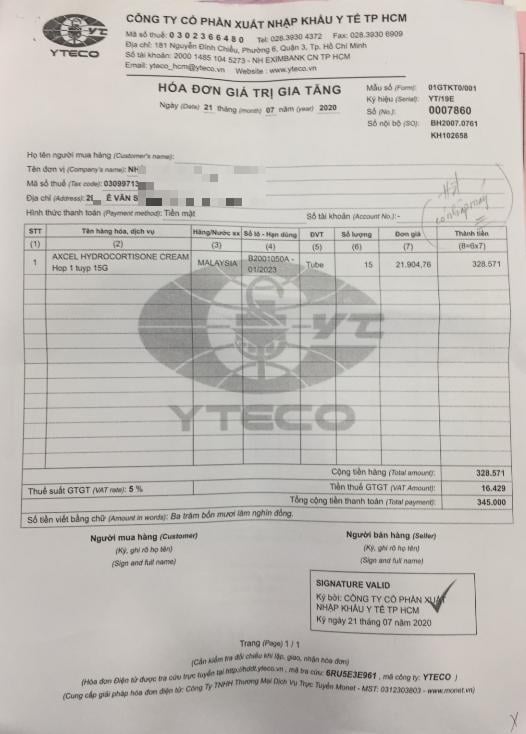 YT
YTECO
CÔNG TY CỔ PHẦN XUẤT NHẬP KHẨU Y TẾ TP HCM
Mã số thuế: 0 3 0 2 3 6 6 4 8 0 Tel: 028.3930 4372 Fax: 028.3930 6909
Địa chỉ: 181 Nguyễn Đình Chiểu, Phường 6, Quận 3, Tp. Hồ Chí Minh
Số tài khoản: 2000 1485 104 5273 - NH EXIMBANK CN TP HCM
Email: yteco_hcm@yteco.vn Website : www.yteco.vn
HÓA ĐƠN GIÁ TRỊ GIA TĂNG
Ngày (Date) 21 tháng (month) 07 năm (year) 2020
Mẫu số (Form): 01GTKT0/001
Ký hiệu (Serial): YT/19E
Số (No.): 0007860
Số nội bộ (SO): BH2007.0761
KH102658
Họ tên người mua hàng (Customer's name):
Tên đơn vị (Company's name): NH
Mã số thuế (Tax code): 03099713
Địa chỉ (Address): 2 Ê VĂN S
Hình thức thanh toán (Payment method): Tiền mặt
Số tài khoản (Account No.):-
STT Tên hàng hóa, dịch vụ Hãng/Nước sx Số lô - Hạn dùng ĐVT Số lượng Đơn giá Thành tiền
(1) (2) (3) (4) (5) (6) (7) (8=6x7)
1 AXCEL HYDROCORTISONE CREAM Hop 1 tuyp 15G MALAYSIA B2001050A - 01/2023 Tube 15 21.904,76 328.571
YT
YTECO
Cộng tiền hàng (Total amount): 328.571
Thuế suất GTGT (VAT rate): 5 % Tiền thuế GTGT (VAT Amount): 16.429
Tổng cộng tiền thanh toán (Total payment): 345.000
Số tiền viết bằng chữ (Amount in words): Ba trăm bốn mươi lăm nghìn đồng.
Người mua hàng (Customer)
(Ký, ghi rõ họ tên)
(Sign and full name)
Người bán hàng (Seller)
(Ký, ghi rõ họ tên)
(Sign and full name)
SIGNATURE VALID
Ký bởi: CÔNG TY CỔ PHẦN XUẤT
NHẬP KHẨU Y TẾ TP HCM
Ký ngày 21 tháng 07 năm 2020
Trang (Page) 1 / 1
(Cần kiểm tra đối chiếu khi lập, giao, nhận hóa đơn)
(Hóa đơn Điện tử được tra cứu trực tuyến tại http://hddt.yteco.vn , mã tra cứu: 6RU5E3E961 , mã công ty: YTECO )
(Cung cấp giải pháp hóa đơn điện tử: Công Ty TNHH Thương Mại Dịch Vụ Trực Tuyến Monet - MST: 0312303803 - www.monet.vn)